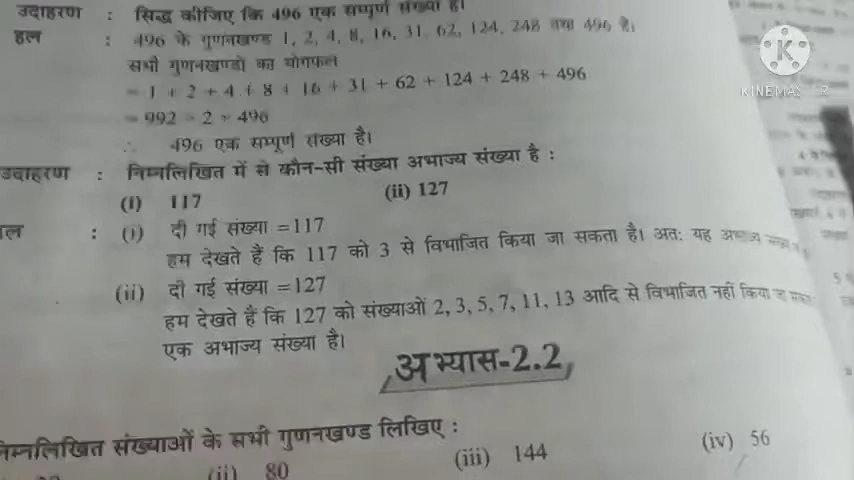 उदाहरण : सिद्ध कीजिए कि 496 एक सम्पूर्ण संख्या है।
हल : 496 के गुणनखण्ड 1, 2, 4, 8, 16, 31, 62, 124, 248 तथा 496 है।
सभी गुणनखण्डों का योगफल
= 1 + 2 + 4 + 8 + 16 + 31 + 62 + 124 + 248 + 496
= 992 = 2 × 496
∴ 496 एक सम्पूर्ण संख्या है।
उदाहरण : निम्नलिखित में से कौन-सी संख्या अभाज्य संख्या है :
(i) 117 (ii) 127
: (i) दी गई संख्या =117
हम देखते हैं कि 117 को 3 से विभाजित किया जा सकता है। अतः यह अभाज्य संख्या
(ii) दी गई संख्या =127
हम देखते हैं कि 127 को संख्याओं 2, 3, 5, 7, 11, 13 आदि से विभाजित नहीं किया जा
एक अभाज्य संख्या है।
अभ्यास-2.2
निम्नलिखित संख्याओं के सभी गुणनखण्ड लिखिए :
(ii) 80 (iii) 144 (iv) 56
KINEMASTER